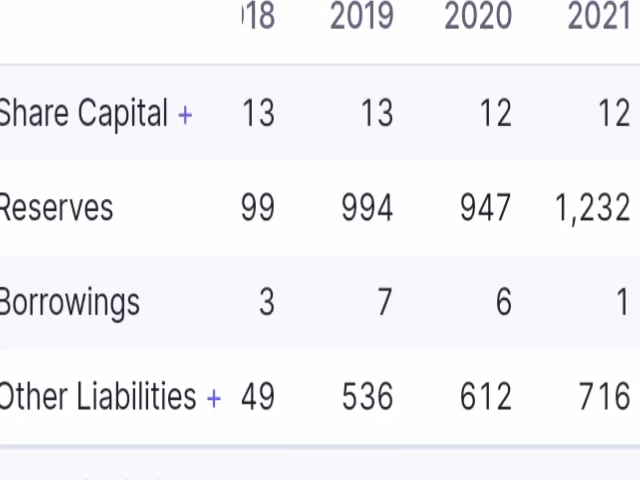 18 2019 2020 2021
Share Capital + 13 13 12 12
Reserves 99 994 947 1,232
Borrowings 3 7 6 1
Other Liabilities + 49 536 612 716